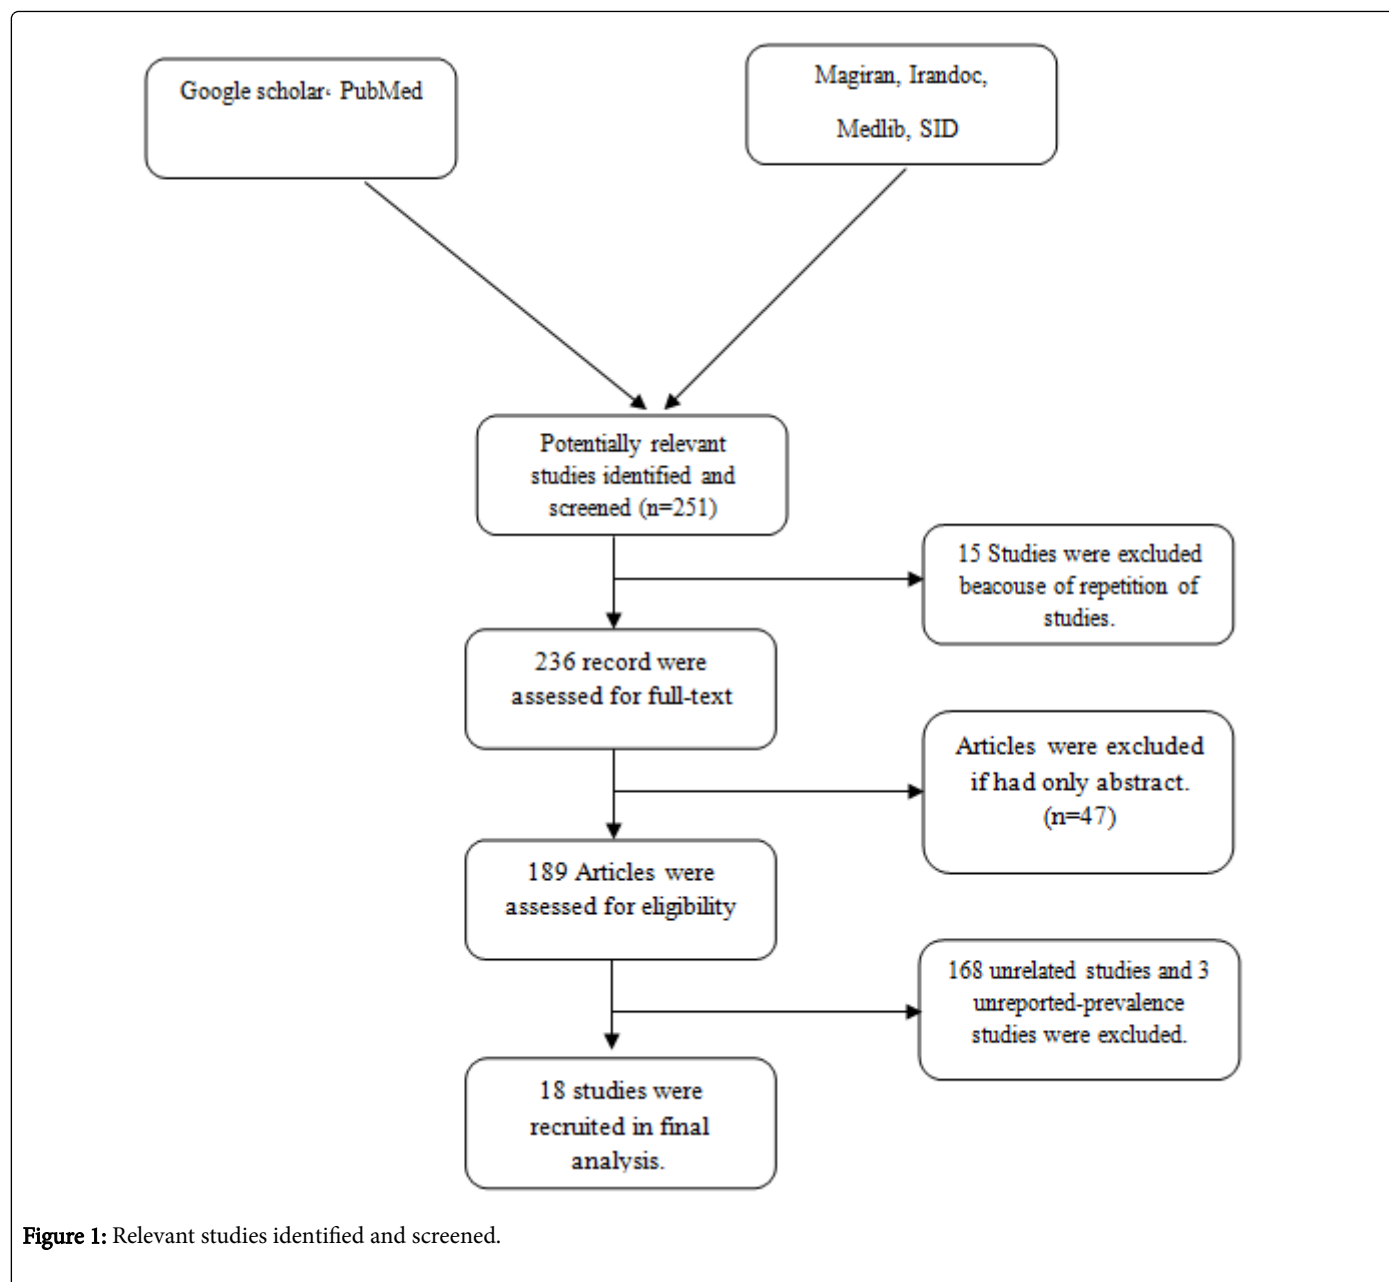 Google scholar، PubMed
Magiran, Irandoc,
Medlib, SID
Potentially relevant
studies identified and
screened (n=251)
15 Studies were excluded
beacouse of repetition of
studies.
236 record were
assessed for full-text
Articles were excluded
if had only abstract.
(n=47)
189 Articles were
assessed for eligibility
168 unrelated studies and 3
unreported-prevalence
studies were excluded.
18 studies were
recruited in final
analysis.
Figure 1: Relevant studies identified and screened.